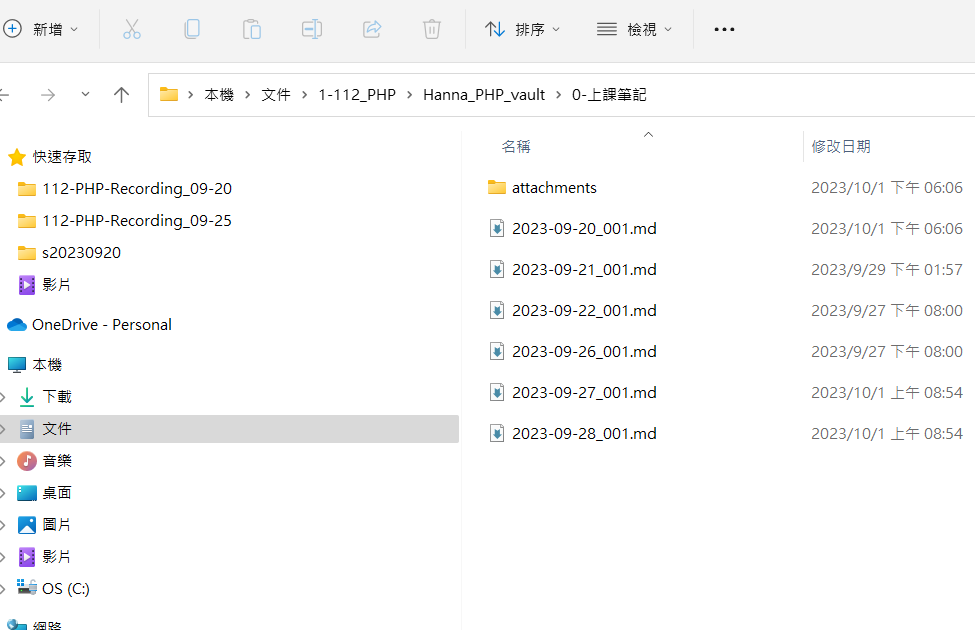 新增 排序 檢視
本機 文件 1-112_PHP Hanna_PHP_vault 0-上課筆記
快速存取
112-PHP-Recording_09-20
112-PHP-Recording_09-25
s20230920
影片
OneDrive - Personal
本機
下載
文件
音樂
桌面
圖片
影片
OS (C:)
網路
名稱 修改日期
attachments 2023/10/1 下午 06:06
2023-09-20_001.md 2023/10/1 下午 06:06
2023-09-21_001.md 2023/9/29 下午 01:57
2023-09-22_001.md 2023/9/27 下午 08:00
2023-09-26_001.md 2023/9/27 下午 08:00
2023-09-27_001.md 2023/10/1 上午 08:54
2023-09-28_001.md 2023/10/1 上午 08:54